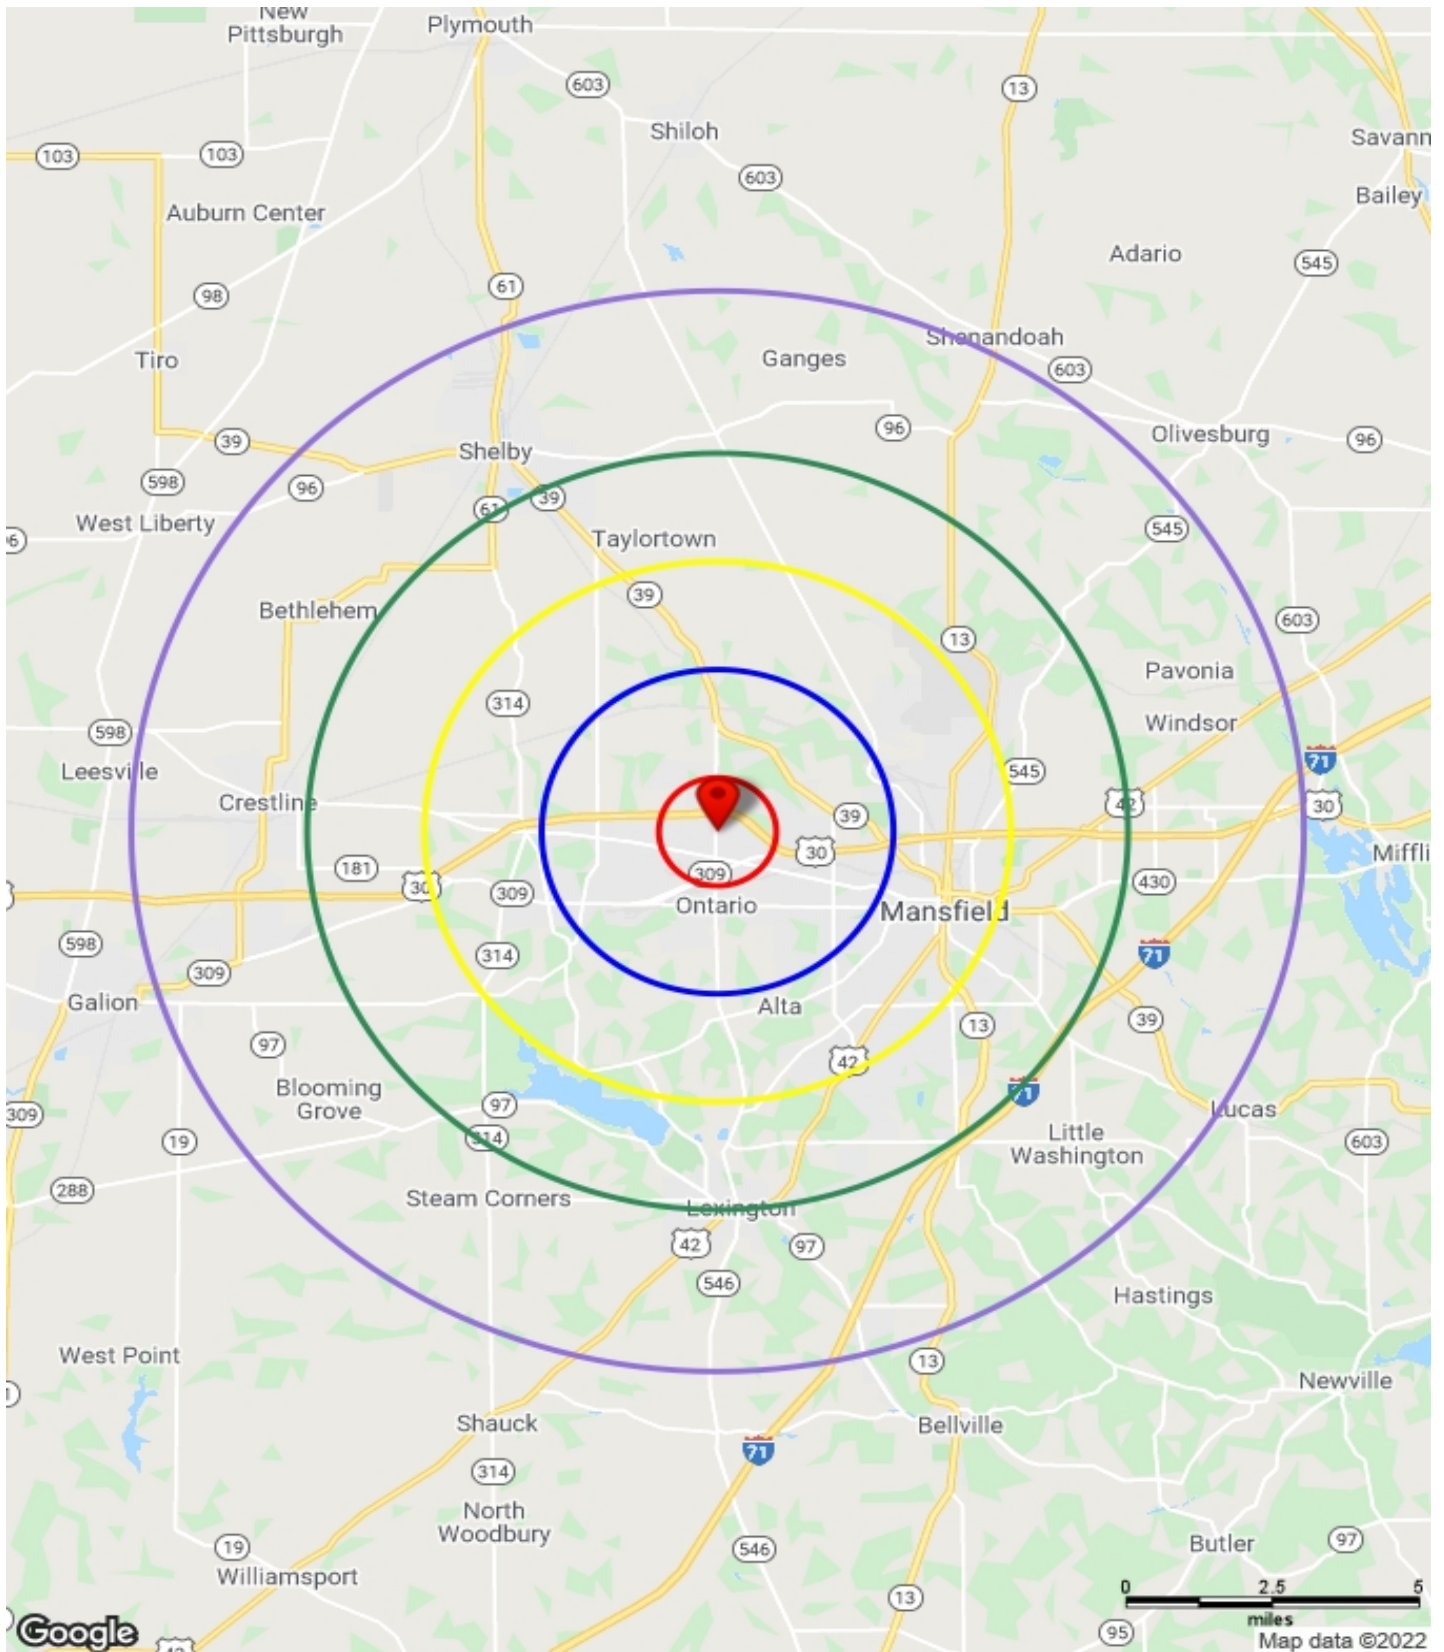 New
Pittsburgh
Plymouth
603
13
Shiloh
Savann
103
103
603
Bailey
Auburn Center
Adario
545
61
98
Shenandoah
Tiro
Ganges
603
96
Olivesburg
39
Shelby
96
598
96
39
61
West Liberty
545
96
Taylortown
39
Bethlehem
603
13
Pavonia
314
Windsor
598
71
Leesville
545
Crestline
42
30
39
30
Mifflin
181
309
430
30
309
Ontario
Mansfield
598
314
71
309
Galion
Alta
39
13
97
42
Blooming
Grove
71
97
Lucas
309
19
314
Little
Washington
603
288
Steam Corners
Lexington
42
97
546
Hastings
West Point
13
Newville
1
Shauck
Bellville
71
314
North
Woodbury
97
19
546
Butler
Williamsport
0 2.5 5
13
miles
Google
42
95
Map data ©2022